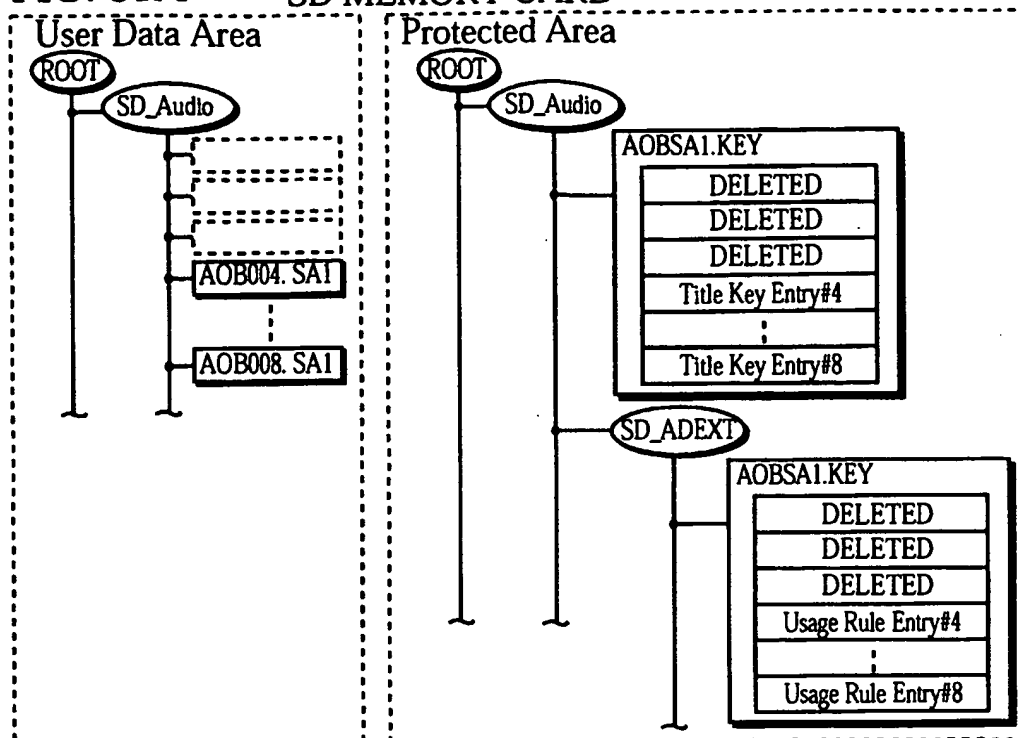 SD MEMORY CARD
User Data Area
ROOT
SD_Audio
AOB004. SA1
AOB008. SA1
Protected Area
ROOT
SD_Audio
AOBSA1.KEY
DELETED
DELETED
DELETED
Title Key Entry#4
Title Key Entry#8
SD_ADEXT
AOBSA1.KEY
DELETED
DELETED
DELETED
Usage Rule Entry#4
Usage Rule Entry#8